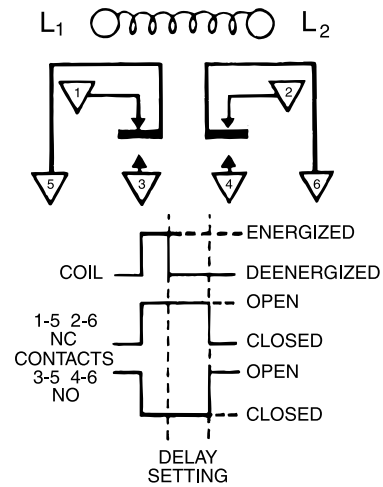 L1 L2
1 2
5 3 4 6
ENERGIZED
COIL DEENERGIZED
OPEN
1-5 2-6
NC CLOSED
CONTACTS
3-5 4-6 OPEN
NO
CLOSED
DELAY
SETTING